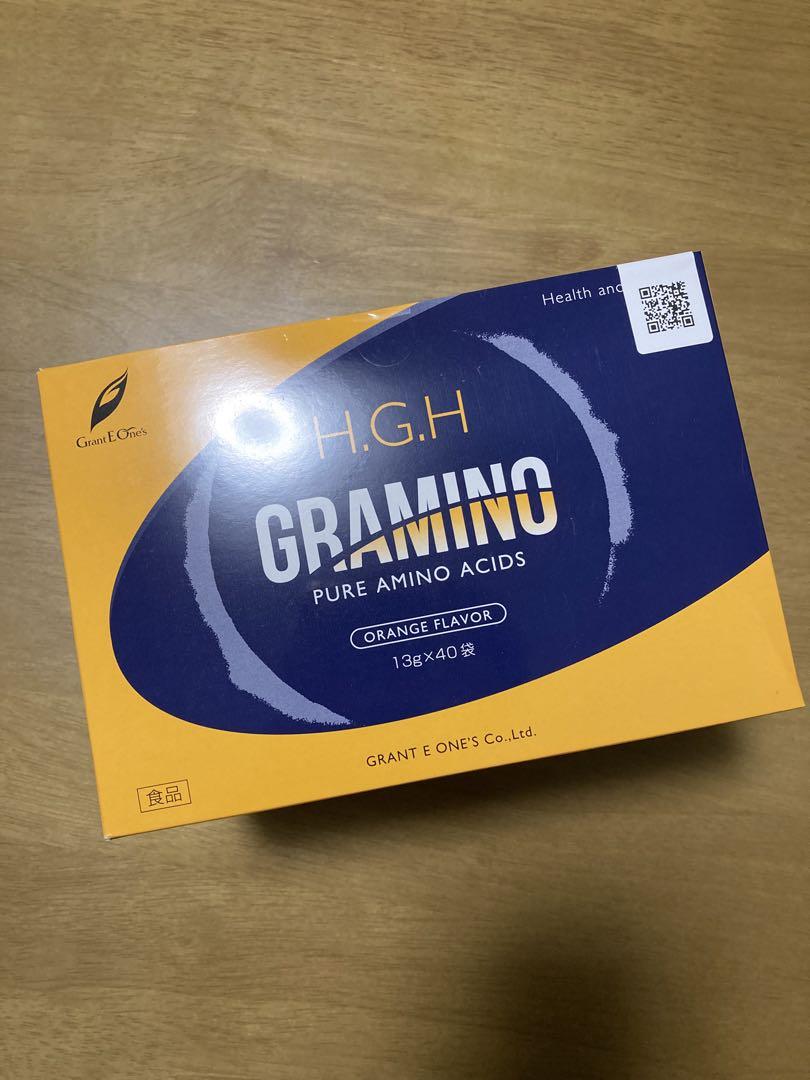 Health and
Grant E One's
H.G.H
GRAMINO
PURE AMINO ACIDS
ORANGE FLAVOR
13g×40袋
GRANT E ONE'S Co.,Ltd.
食品